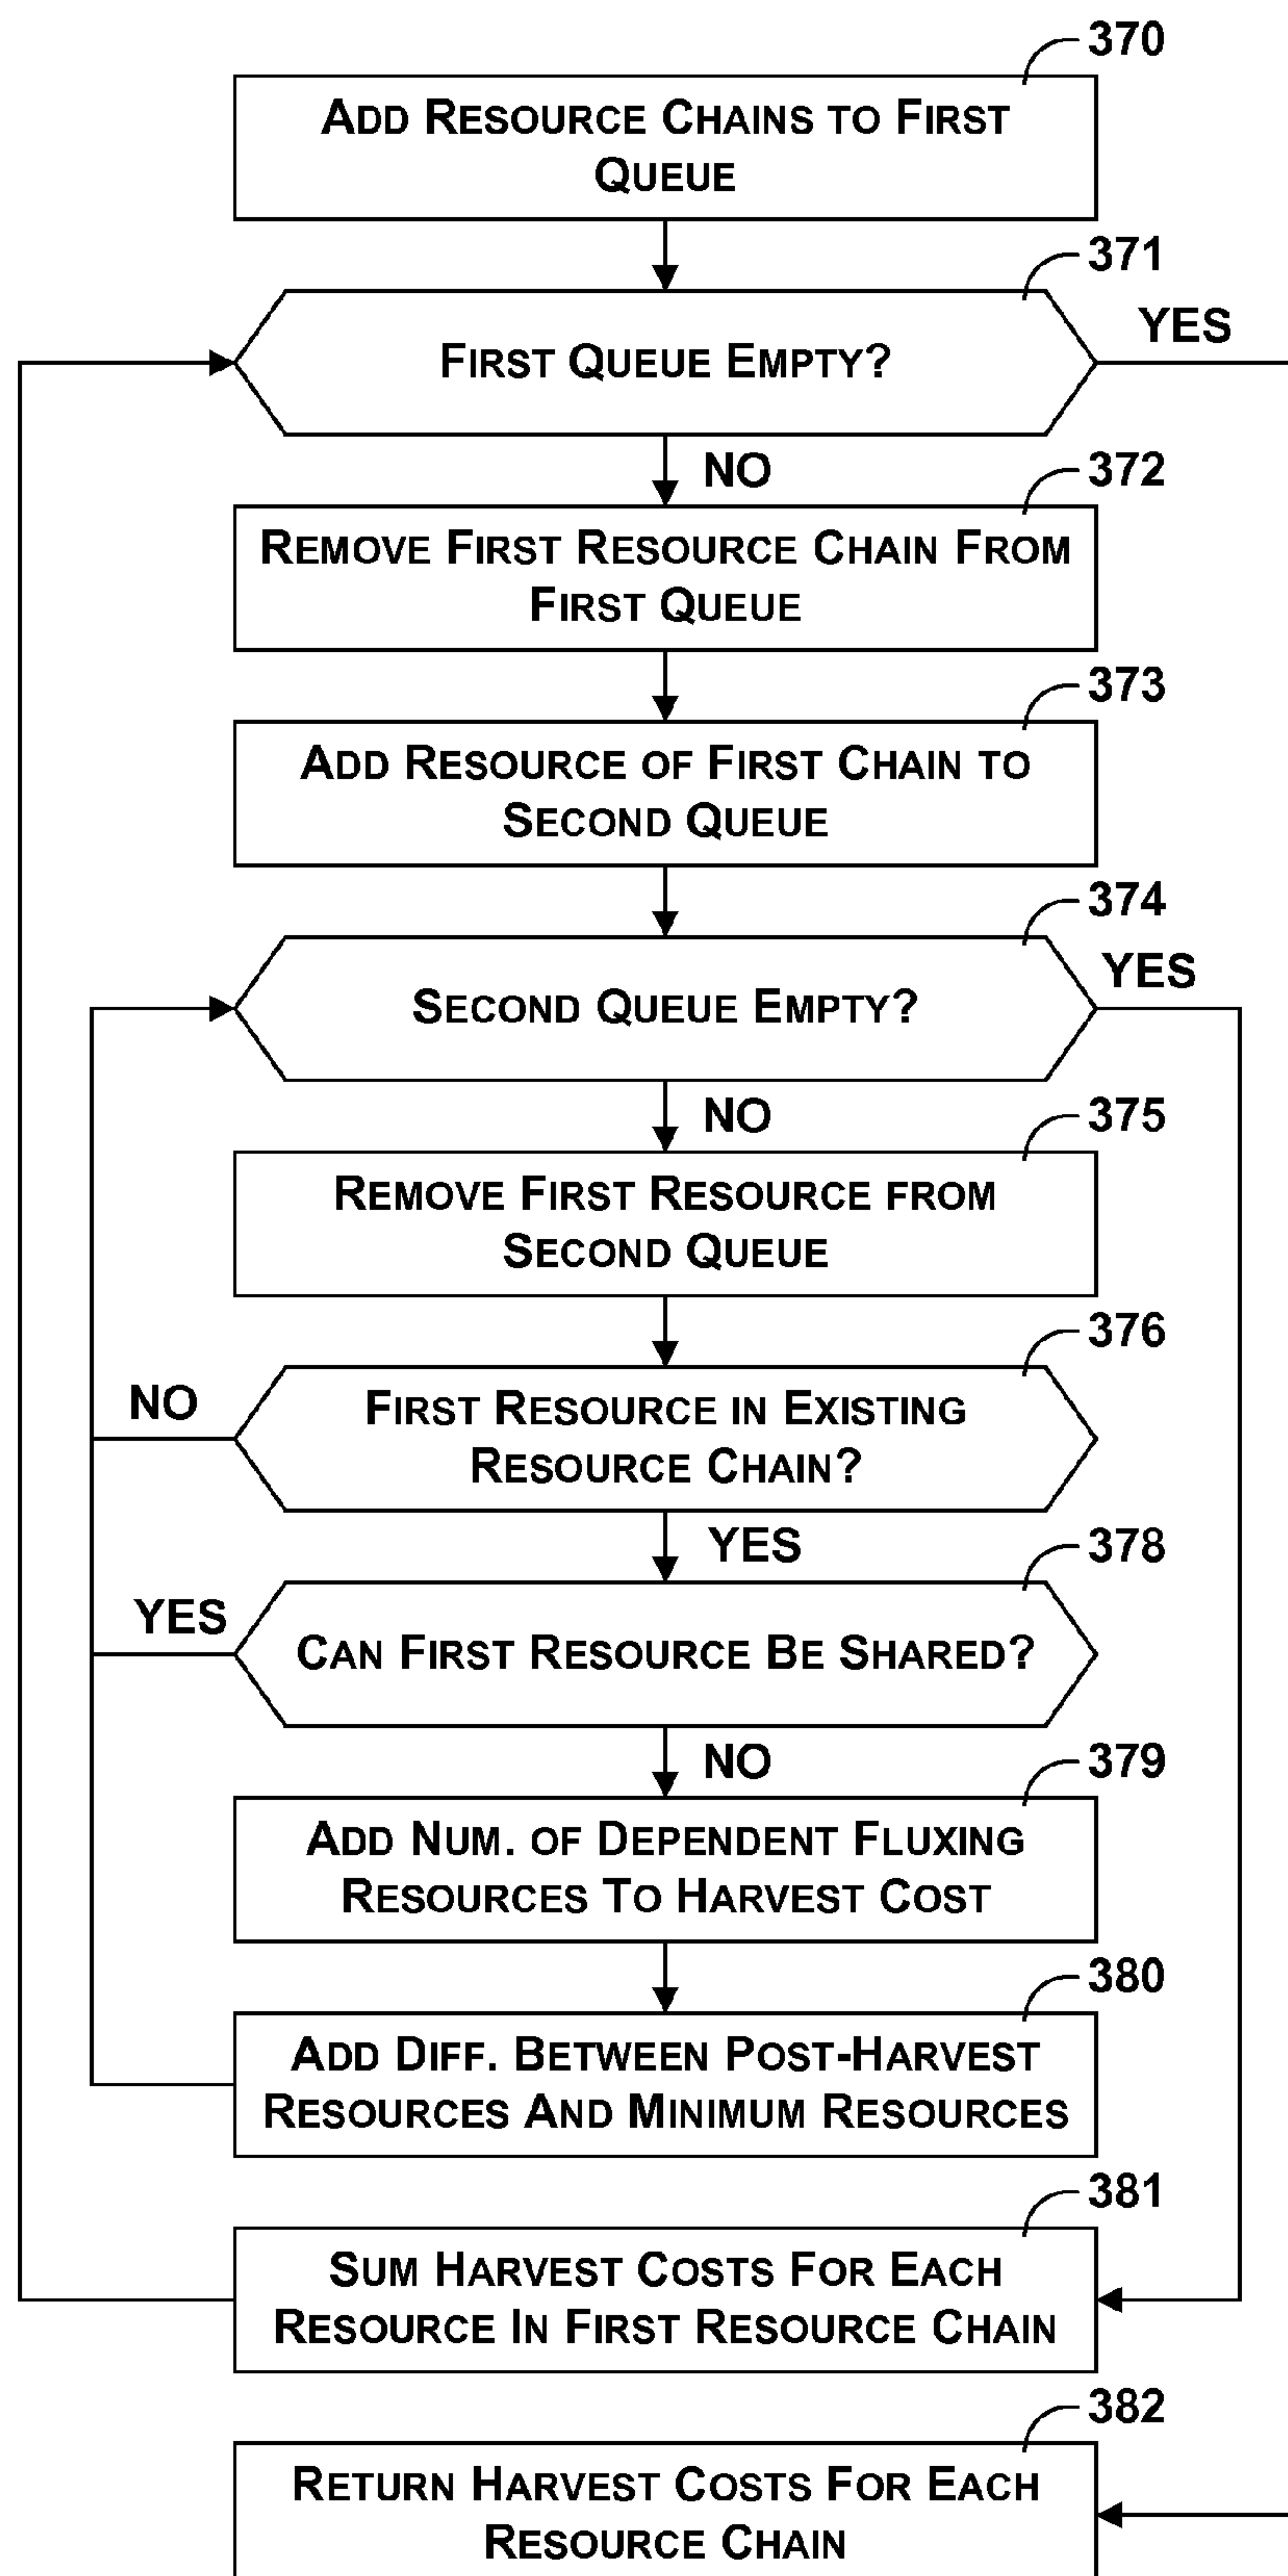 370
ADD RESOURCE CHAINS TO FIRST
QUEUE
371
FIRST QUEUE EMPTY?
YES
NO
372
REMOVE FIRST RESOURCE CHAIN FROM
FIRST QUEUE
373
ADD RESOURCE OF FIRST CHAIN TO
SECOND QUEUE
374
SECOND QUEUE EMPTY?
YES
NO
375
REMOVE FIRST RESOURCE FROM
SECOND QUEUE
376
NO
FIRST RESOURCE IN EXISTING
RESOURCE CHAIN?
YES
378
YES
CAN FIRST RESOURCE BE SHARED?
NO
379
ADD NUM. OF DEPENDENT FLUXING
RESOURCES TO HARVEST COST
380
ADD DIFF. BETWEEN POST-HARVEST
RESOURCES AND MINIMUM RESOURCES
381
SUM HARVEST COSTS FOR EACH
RESOURCE IN FIRST RESOURCE CHAIN
382
RETURN HARVEST COSTS FOR EACH
RESOURCE CHAIN